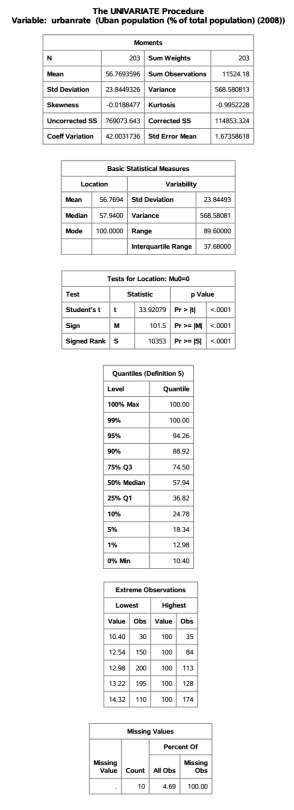 The UNIVARIATE Procedure
Variable: urbanrate (Uban population (% of total population) (2008))
Moments
N 203 Sum Weights 203
Mean 56.7693596 Sum Observations 11524.18
Std Deviation 23.8449326 Variance 568.580813
Skewness -0.0188477 Kurtosis -0.9952228
Uncorrected SS 769073.643 Corrected SS 114853.324
Coeff Variation 42.0031736 Std Error Mean 1.67358618
Basic Statistical Measures
Location Variability
Mean 56.7694 Std Deviation 23.84493
Median 57.9400 Variance 568.58081
Mode 100.0000 Range 89.60000
Interquartile Range 37.68000
Tests for Location: Mu0=0
Test Statistic p Value
Student's t t 33.92079 Pr > |t| <.0001
Sign M 101.5 Pr >= |M| <.0001
Signed Rank S 10353 Pr >= |S| <.0001
Quantiles (Definition 5)
Level Quantile
100% Max 100.00
99% 100.00
95% 94.26
90% 88.92
75% Q3 74.50
50% Median 57.94
25% Q1 36.82
10% 24.78
5% 18.34
1% 12.98
0% Min 10.40
Extreme Observations
Lowest Highest
Value Obs Value Obs
10.40 30 100 35
12.54 150 100 84
12.98 200 100 113
13.22 195 100 128
14.32 110 100 174
Missing Values
Percent Of
Missing Value Count All Obs Missing Obs
. 10 4.69 100.00